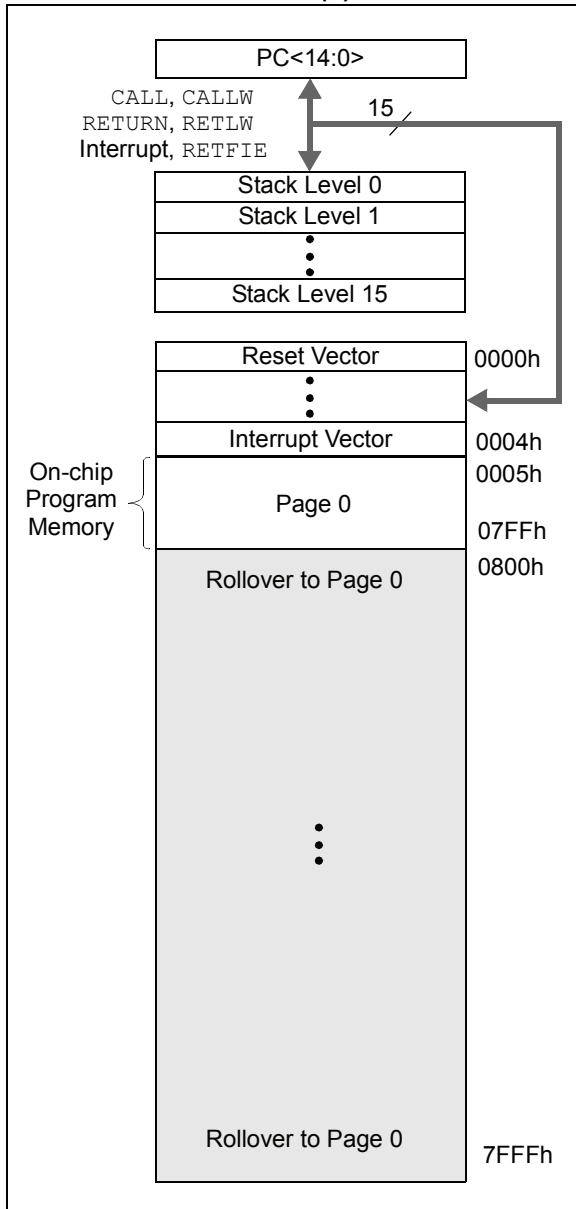 PC<14:0>
CALL, CALLW
15
RETURN, RETLW
Interrupt, RETFIE
Stack Level 0
Stack Level 1
Stack Level 15
Reset Vector
0000h
Interrupt Vector
0004h
On-chip
Program
Memory
Page 0
0005h
07FFh
Rollover to Page 0
0800h
Rollover to Page 0
7FFFh